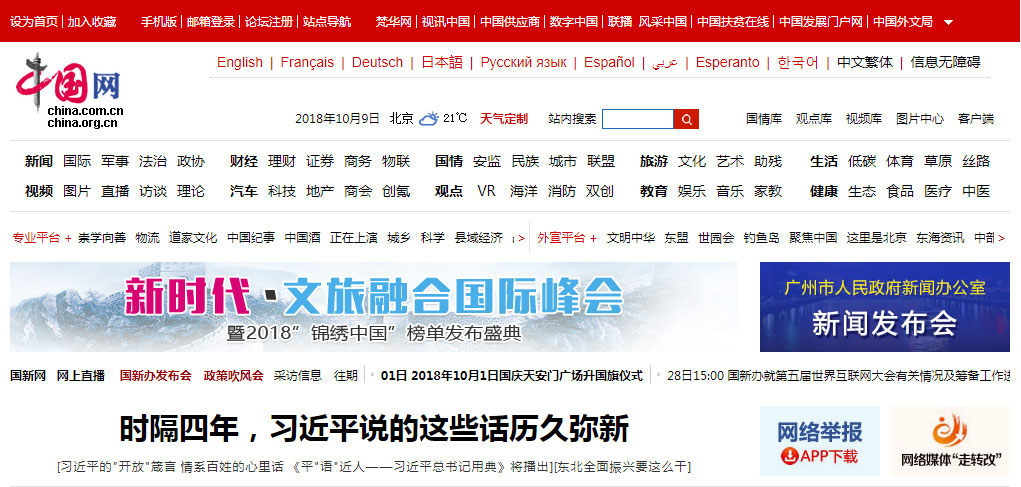 设为首页 | 加入收藏 手机版 | 邮箱登录 | 论坛注册 | 站点导航 梵华网 | 视讯中国 | 中国供应商 | 数字中国 | 联播 风采中国 | 中国扶贫在线 | 中国发展门户网 | 中国外文局
English | Français | Deutsch | 日本語 | Русский язык | Español | عربي | Esperanto | 한국어 | 中文繁体 | 信息无障碍
中国网
china.com.cn
china.org.cn
2018年10月9日 北京 21℃ 天气定制 站内搜索 国情库 观点库 视频库 图片中心 客户端
新闻 国际 军事 法治 政协 财经 理财 证券 商务 物联 国情 安监 民族 城市 联盟 旅游 文化 艺术 助残 生活 低碳 体育 草原 丝路
视频 图片 直播 访谈 理论 汽车 科技 地产 商会 创氪 观点 VR 海洋 消防 双创 教育 娱乐 音乐 家教 健康 生态 食品 医疗 中医
专业平台 + 崇学向善 物流 道家文化 中国纪事 中国酒 正在上演 城乡 科学 县域经济 > 外宣平台 + 文明中华 东盟 世园会 钓鱼岛 聚焦中国 这里是北京 东海资讯 中部 >
新时代·文旅融合国际峰会
暨2018”锦绣中国”榜单发布盛典
广州市人民政府新闻办公室
新闻发布会
国新网 网上直播 国新办发布会 政策吹风会 采访信息 往期 01日 2018年10月1日国庆天安门广场升国旗仪式 28日15:00 国新办就第五届世界互联网大会有关情况及筹备工作进
时隔四年，习近平说的这些话历久弥新
[习近平的"开放"箴言 情系百姓的心里话 《平"语"近人——习近平总书记用典》将播出][东北全面振兴要这么干]
网络举报
APP下载
网络媒体“走转改”